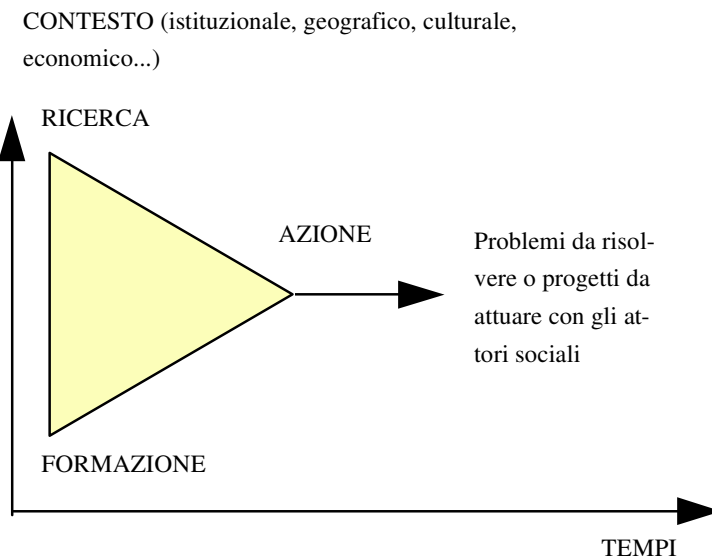 CONTESTO (istituzionale, geografico, culturale,
economico...)
RICERCA
AZIONE
Problemi da risol-
vere o progetti da
attuare con gli at-
tori sociali
FORMAZIONE
TEMPI